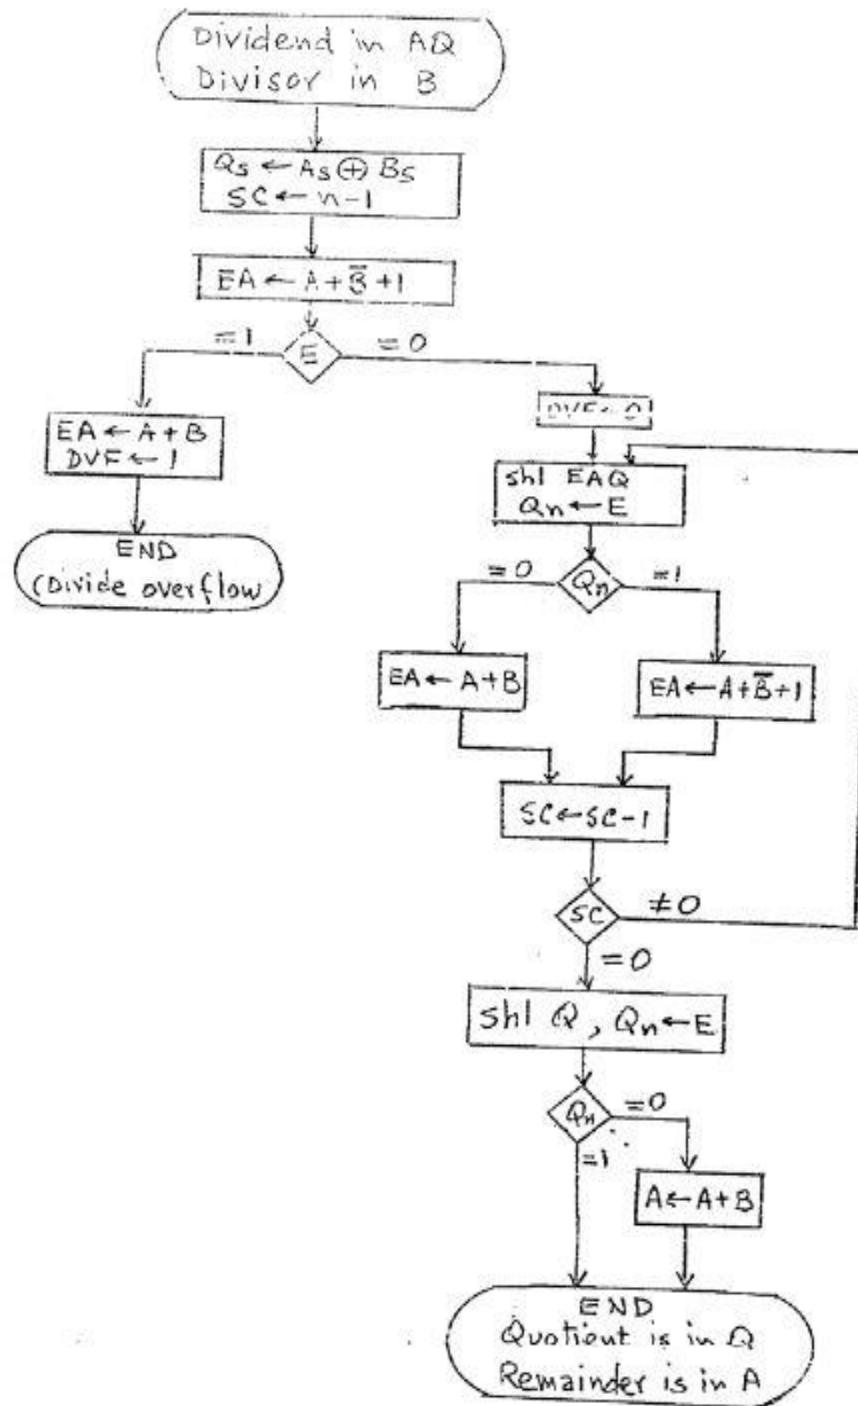 Dividend in AQ
Divisor in B
Qs ← As ⊕ Bs
SC ← n-1
EA ← A + B̅ + 1
=1
E
=0
EA ← A + B
DVF ← 1
END
(Divide overflow
DVF ← 0
shl EAQ
Qn ← E
=0
Qn
=1
EA ← A + B
EA ← A + B̅ + 1
SC ← SC - 1
SC
≠0
=0
Shl Q, Qn ← E
Qn
=0
=1
A ← A + B
END
Quotient is in Q
Remainder is in A